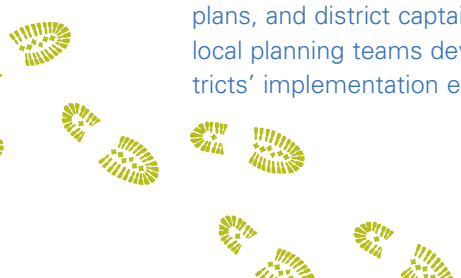 plans, and district captai
local planning teams dev
tricts’ implementation e